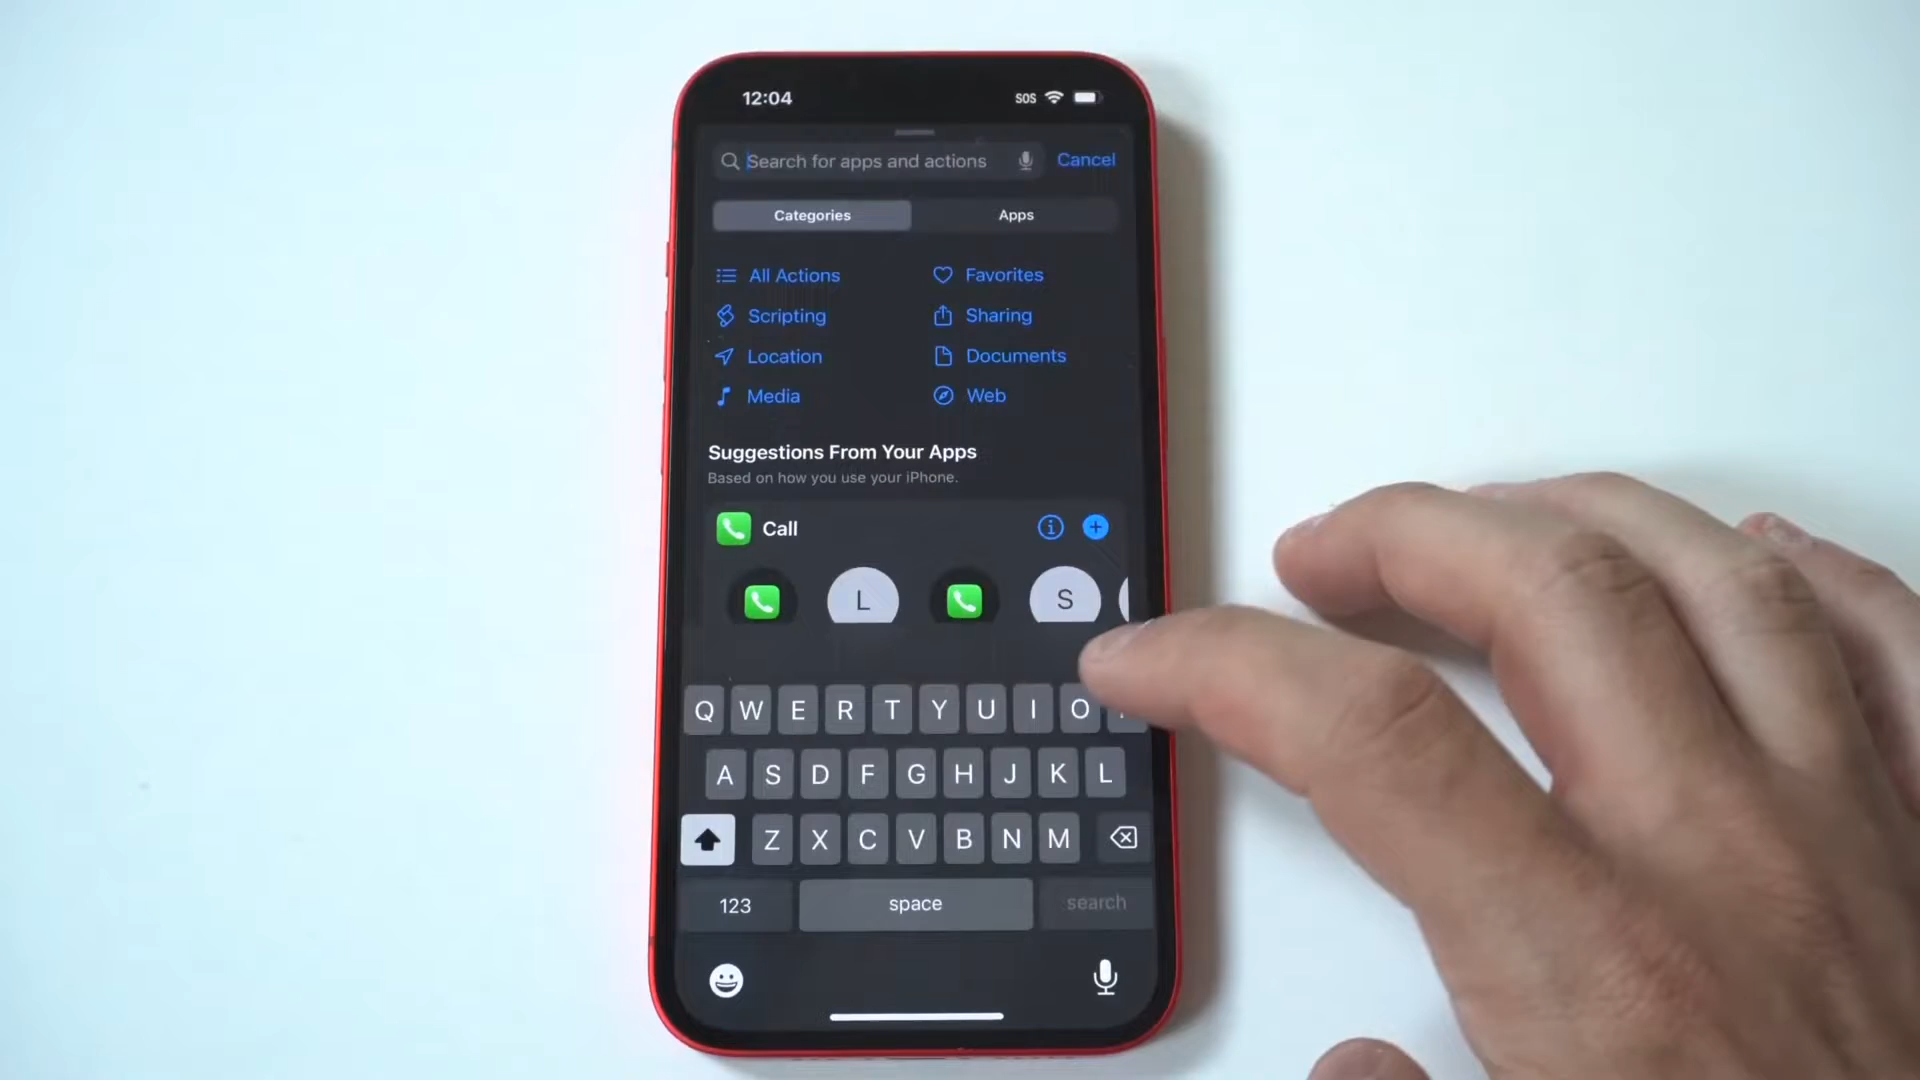 12:04 SOS
Search for apps and actions Cancel
Categories Apps
All Actions Favorites
Scripting Sharing
Location Documents
Media Web
Suggestions From Your Apps
Based on how you use your iPhone.
Call
L S
Q W E R T Y U I O
A S D F G H J K L
Z X C V B N M
123 space search